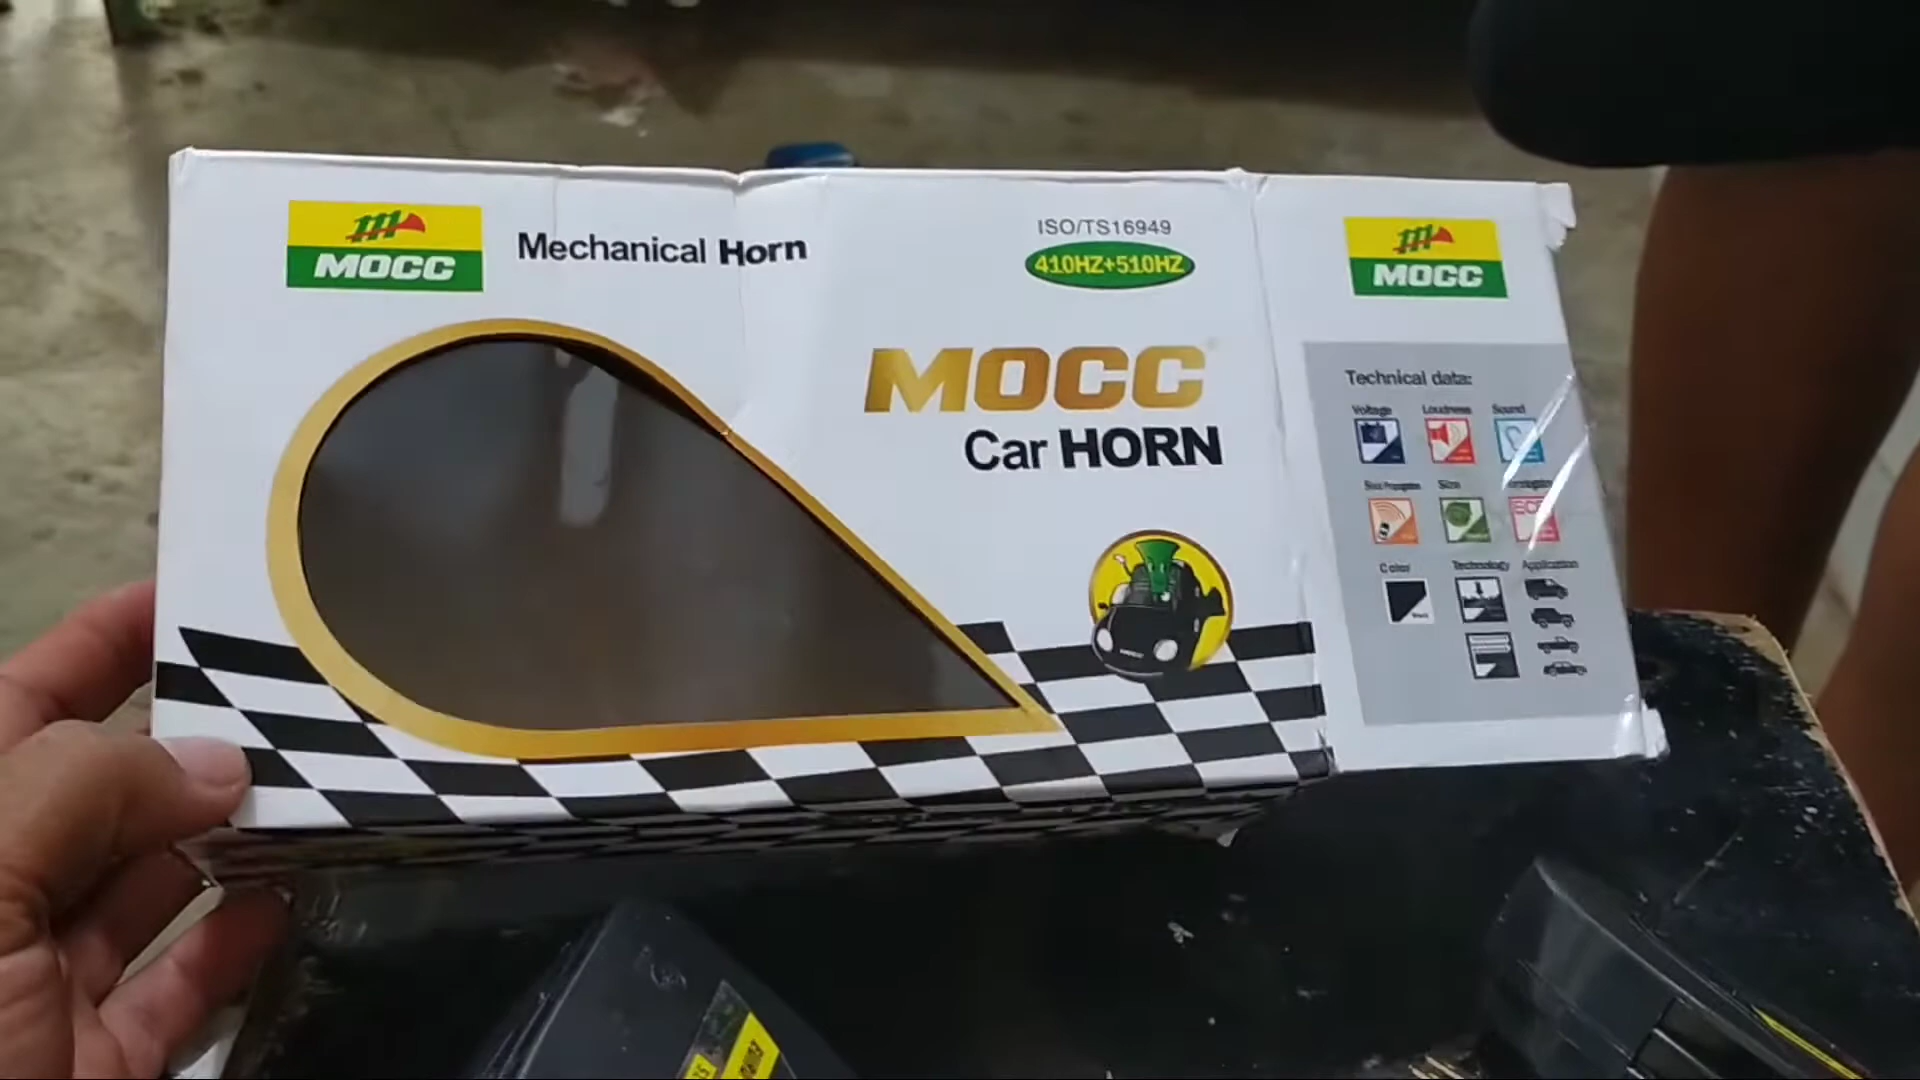 MOCC
Mechanical Horn
ISO/TS16949
410HZ+510HZ
MOCC
Car HORN
MOCC
Technical data:
Voltage Loudness Sound
Size
Color Technology Application